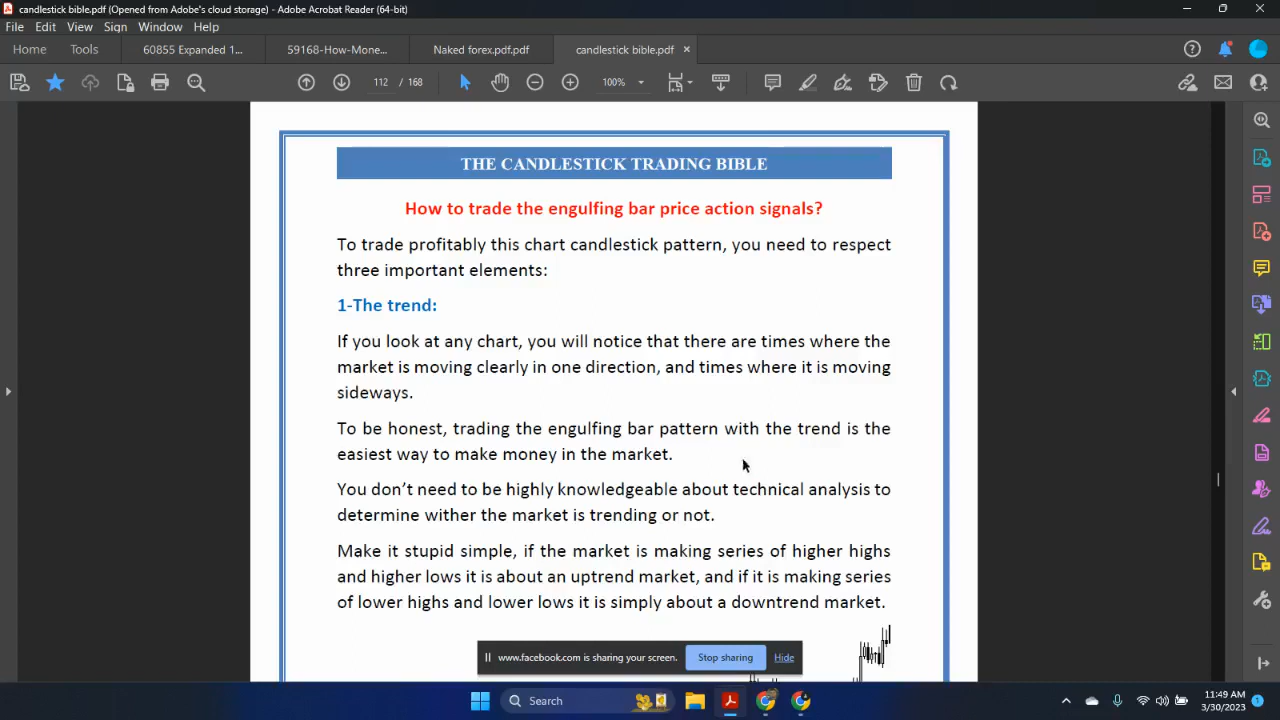 candlestick bible.pdf (Opened from Adobe's cloud storage) - Adobe Acrobat Reader (64-bit)
File Edit View Sign Window Help
Home Tools 60855 Expanded 1... 59168-How-Mone... Naked forex.pdf.pdf candlestick bible.pdf
112 / 168 100%
THE CANDLESTICK TRADING BIBLE
How to trade the engulfing bar price action signals?
To trade profitably this chart candlestick pattern, you need to respect
three important elements:
1-The trend:
If you look at any chart, you will notice that there are times where the
market is moving clearly in one direction, and times where it is moving
sideways.
To be honest, trading the engulfing bar pattern with the trend is the
easiest way to make money in the market.
You don't need to be highly knowledgeable about technical analysis to
determine wither the market is trending or not.
Make it stupid simple, if the market is making series of higher highs
and higher lows it is about an uptrend market, and if it is making series
of lower highs and lower lows it is simply about a downtrend market.
www.facebook.com is sharing your screen. Stop sharing Hide
Search
11:49 AM
3/30/2023